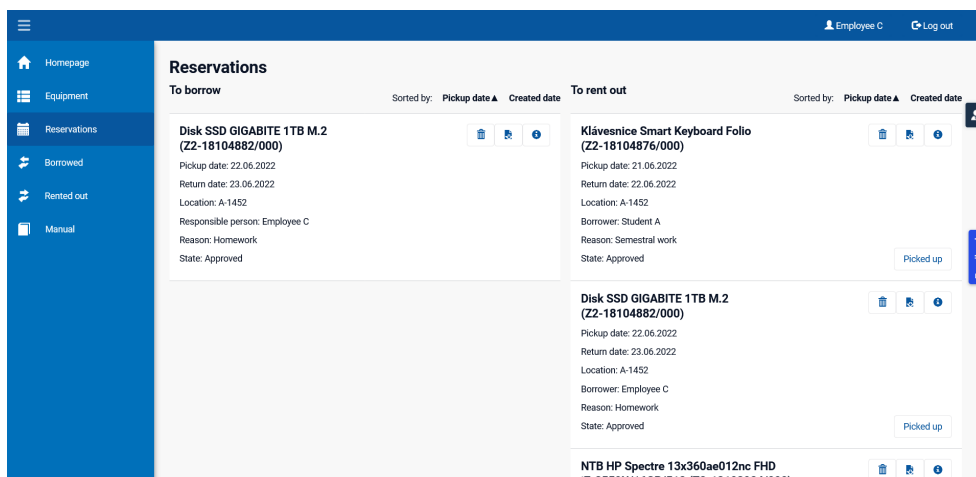 Employee C Log out
Homepage
Equipment
Reservations
Borrowed
Rented out
Manual
Reservations
To borrow
Sorted by: Pickup date▲ Created date
Disk SSD GIGABITE 1TB M.2
(Z2-18104882/000)
Pickup date: 22.06.2022
Return date: 23.06.2022
Location: A-1452
Responsible person: Employee C
Reason: Homework
State: Approved
To rent out
Sorted by: Pickup date▲ Created date
Klávesnice Smart Keyboard Folio
(Z2-18104876/000)
Pickup date: 21.06.2022
Return date: 22.06.2022
Location: A-1452
Borrower: Student A
Reason: Semestral work
State: Approved
Picked up
Disk SSD GIGABITE 1TB M.2
(Z2-18104882/000)
Pickup date: 22.06.2022
Return date: 23.06.2022
Location: A-1452
Borrower: Employee C
Reason: Homework
State: Approved
Picked up
NTB HP Spectre 13x360ae012nc FHD